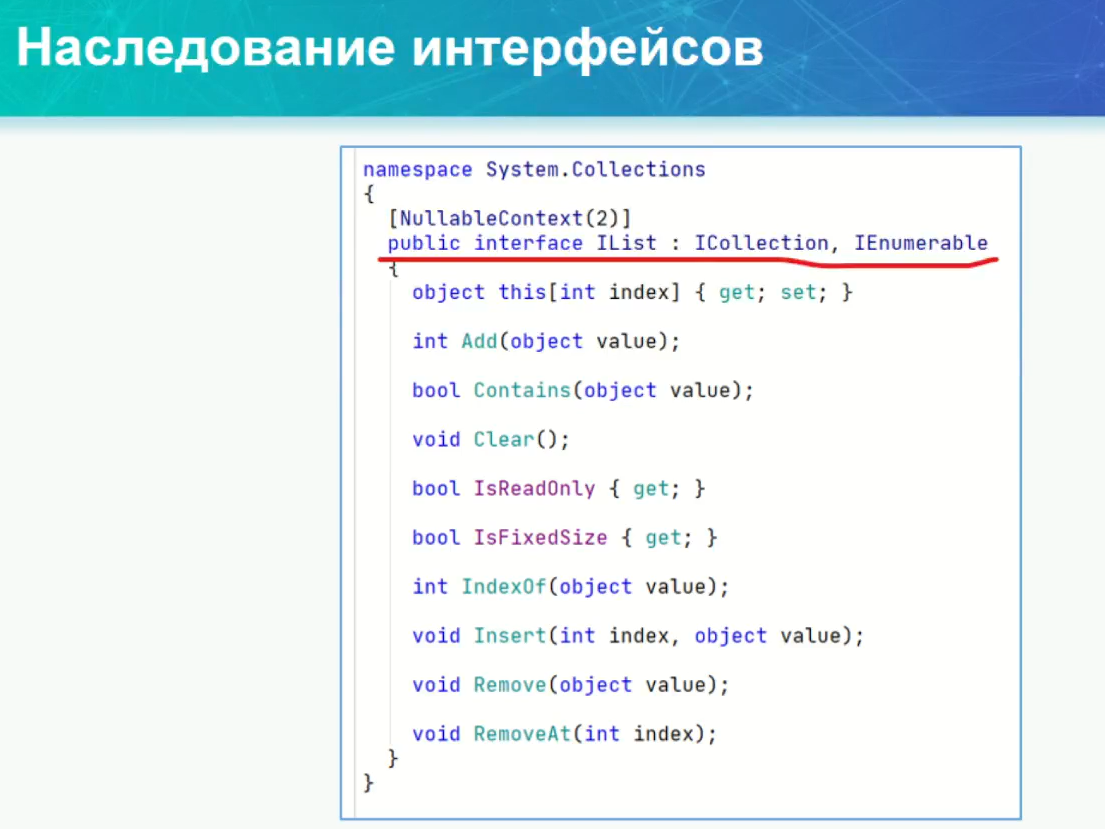 Наследование интерфейсов
namespace System.Collections
{
[NullableContext(2)]
public interface IList : ICollection, IEnumerable
{
object this[int index] { get; set; }
int Add(object value);
bool Contains(object value);
void Clear();
bool IsReadOnly { get; }
bool IsFixedSize { get; }
int IndexOf(object value);
void Insert(int index, object value);
void Remove(object value);
void RemoveAt(int index);
}
}